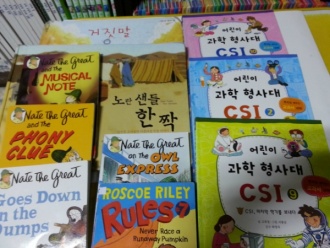 거짓말
Nate the Great
and the
MUSICAL
NOTE
노란 샌들
한 짝
어린이
과학 형사대
CSI
어린이
과학 형사대
CSI 2
Nate the Great
and the
PHONY
CLUE
Nate the Great
on the OWL
EXPRESS
Nate the Great
Goes Down
in the
Dumps
ROSCOE RILEY
Rules 7
Never Race a
Runaway Pumpkin
어린이
과학 형사대
CSI